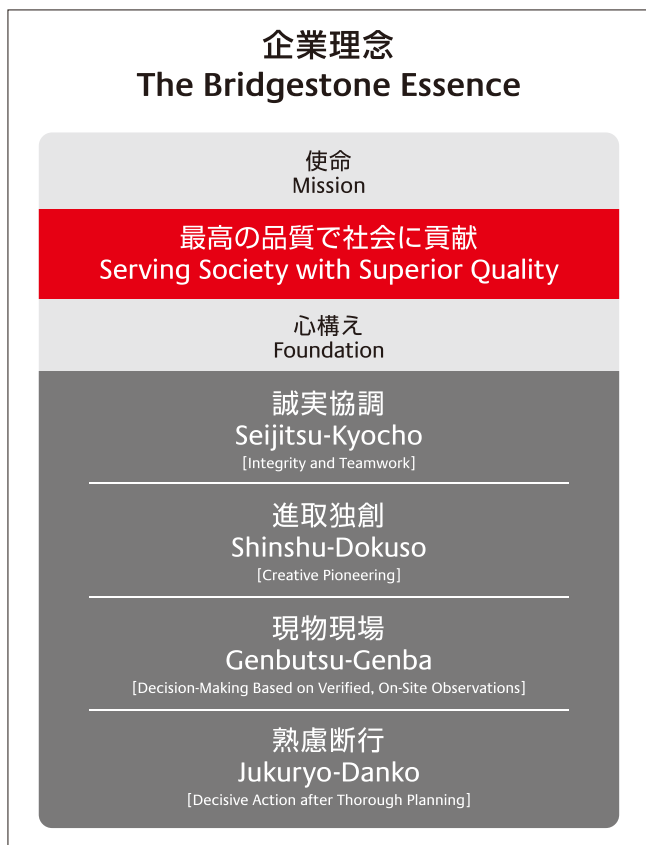 企業理念
The Bridgestone Essence
使命
Mission
最高の品質で社会に貢献
Serving Society with Superior Quality
心構え
Foundation
誠実協調
Seijitsu-Kyocho
[Integrity and Teamwork]
進取独創
Shinshu-Dokuso
[Creative Pioneering]
現物現場
Genbutsu-Genba
[Decision-Making Based on Verified, On-Site Observations]
熟慮断行
Jukuryo-Danko
[Decisive Action after Thorough Planning]